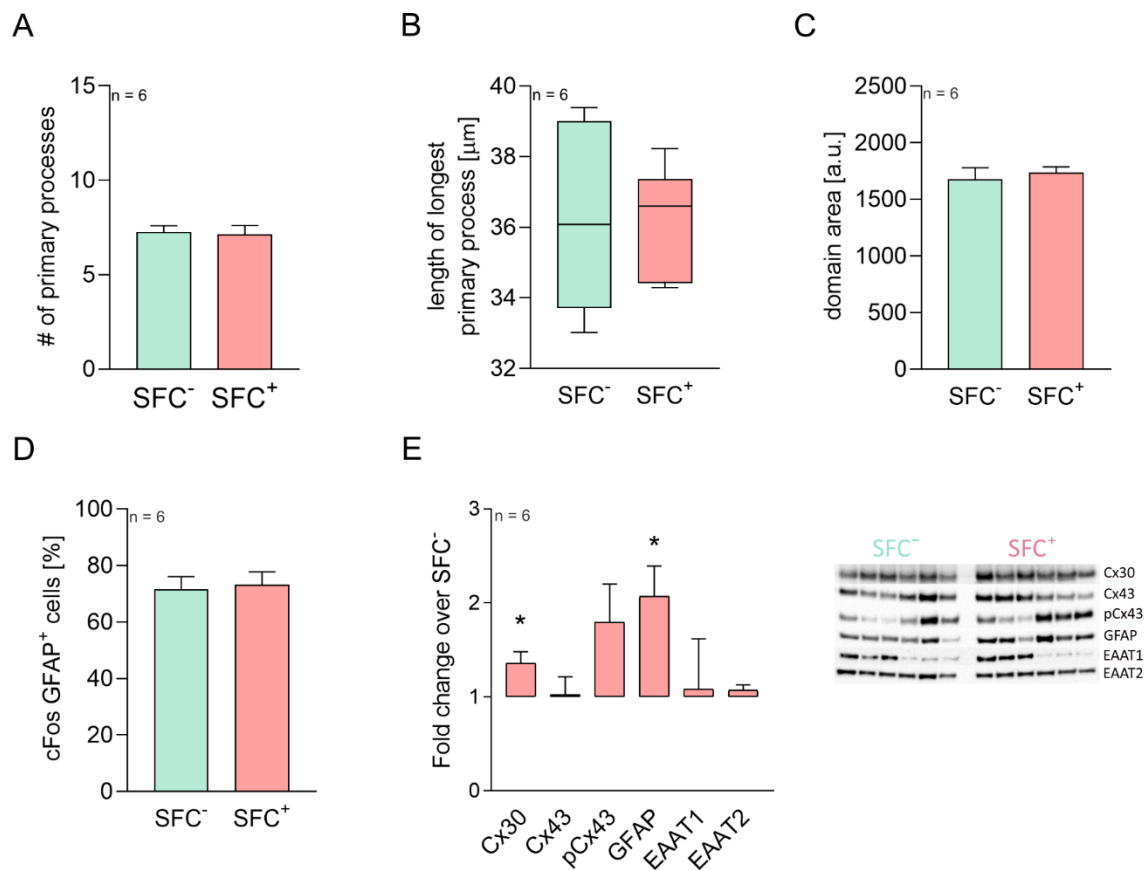 A
n = 6
# of primary processes
15
10
5
0
SFC⁻ SFC⁺
B
n = 6
length of longest
primary process [µm]
40
38
36
34
32
SFC⁻ SFC⁺
C
n = 6
domain area [a.u.]
2500
2000
1500
1000
500
0
SFC⁻ SFC⁺
D
n = 6
cFos GFAP⁺ cells [%]
100
80
60
40
20
0
SFC⁻ SFC⁺
E
n = 6
Fold change over SFC⁻
3
2
1
0
* *
Cx30 Cx43 pCx43 GFAP EAAT1 EAAT2
SFC⁻ SFC⁺
Cx30
Cx43
pCx43
GFAP
EAAT1
EAAT2